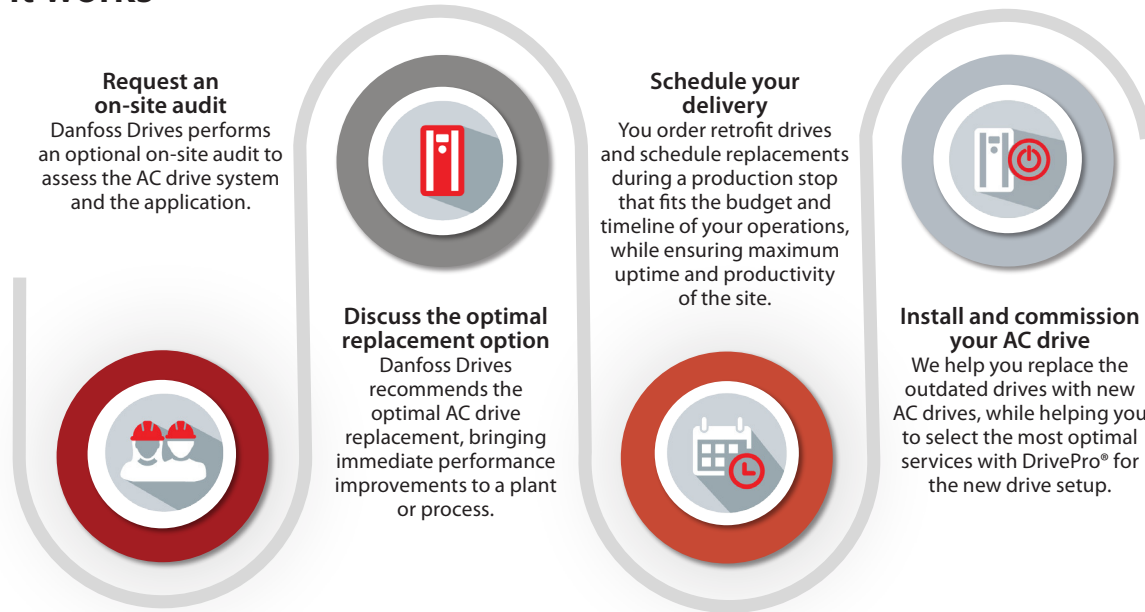 It works
Request an
on-site audit
Danfoss Drives performs
an optional on-site audit to
assess the AC drive system
and the application.
Discuss the optimal
replacement option
Danfoss Drives
recommends the
optimal AC drive
replacement, bringing
immediate performance
improvements to a plant
or process.
Schedule your
delivery
You order retrofit drives
and schedule replacements
during a production stop
that fits the budget and
timeline of your operations,
while ensuring maximum
uptime and productivity
of the site.
Install and commission
your AC drive
We help you replace the
outdated drives with new
AC drives, while helping you
to select the most optimal
services with DrivePro® for
the new drive setup.